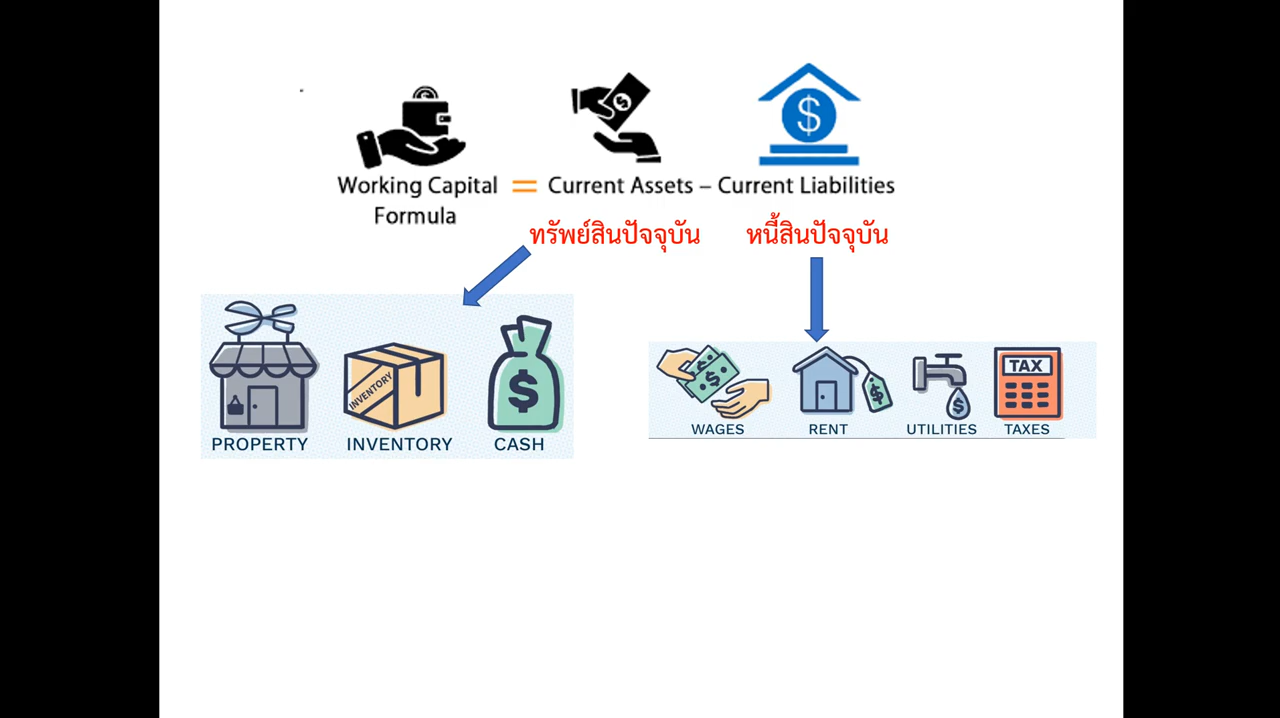 Working Capital = Current Assets – Current Liabilities
Formula
ทรัพย์สินปัจจุบัน หนี้สินปัจจุบัน
INVENTORY
PROPERTY INVENTORY CASH
TAX
WAGES RENT UTILITIES TAXES